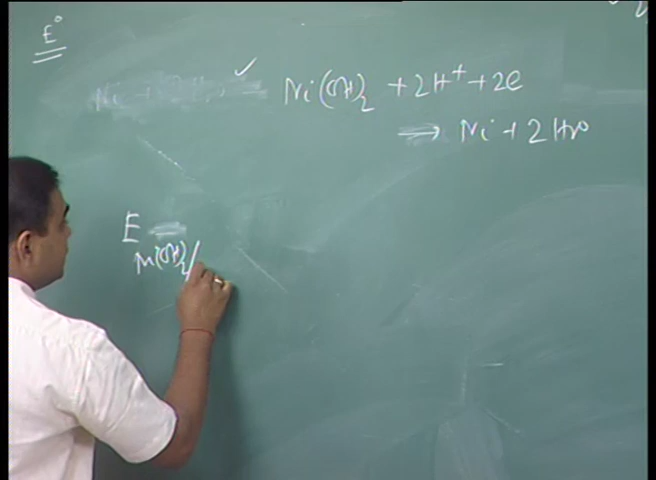 E°
Ni(OH)₂ + 2H⁺ + 2e
⟹ Ni + 2H₂O
E
Ni(OH)₂/